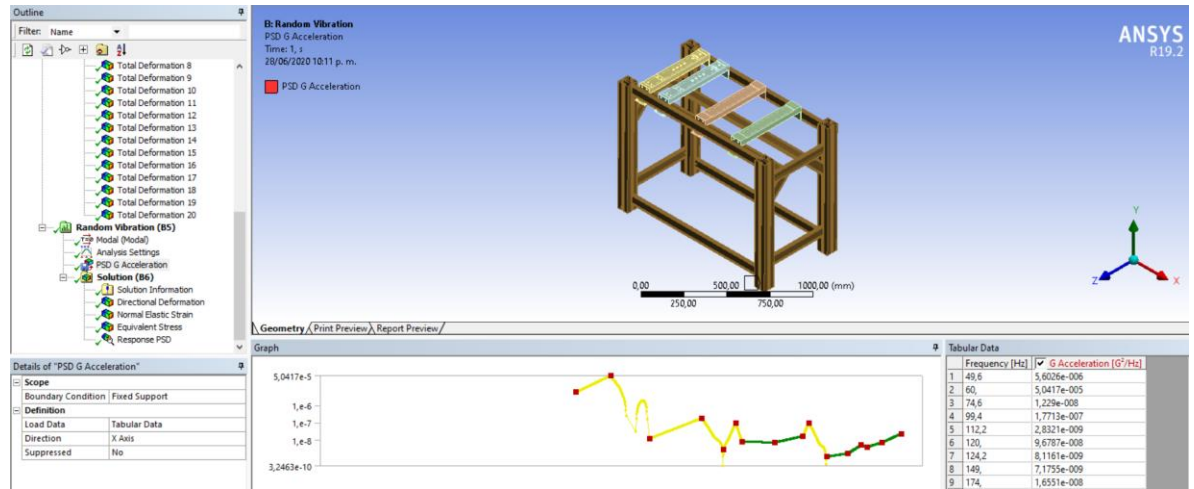 Outline
Filter: Name
Total Deformation 8
Total Deformation 9
Total Deformation 10
Total Deformation 11
Total Deformation 12
Total Deformation 13
Total Deformation 14
Total Deformation 15
Total Deformation 16
Total Deformation 17
Total Deformation 18
Total Deformation 19
Total Deformation 20
Random Vibration (B5)
Modal (Modal)
Analysis Settings
PSD G Acceleration
Solution (B6)
Solution Information
Directional Deformation
Normal Elastic Strain
Equivalent Stress
Response PSD
Details of "PSD G Acceleration"
Scope
Boundary Condition Fixed Support
Definition
Load Data Tabular Data
Direction X Axis
Suppressed No
B: Random Vibration
PSD G Acceleration
Time: 1, s
28/06/2020 10:11 p. m.
PSD G Acceleration
ANSYS
R19.2
Y
Z
X
0,00 500,00 1000,00 (mm)
250,00 750,00
Geometry Print Preview Report Preview
Graph
5,0417e-5
1,e-6
1,e-7
1,e-8
3,2463e-10
Tabular Data
Frequency [Hz] G Acceleration [G²/Hz]
1 49,6 5,6026e-006
2 60, 5,0417e-005
3 74,6 1,229e-008
4 99,4 1,7713e-007
5 112,2 2,8321e-009
6 120, 9,6787e-008
7 124,2 8,1161e-009
8 149, 7,1755e-009
9 174, 1,6551e-008